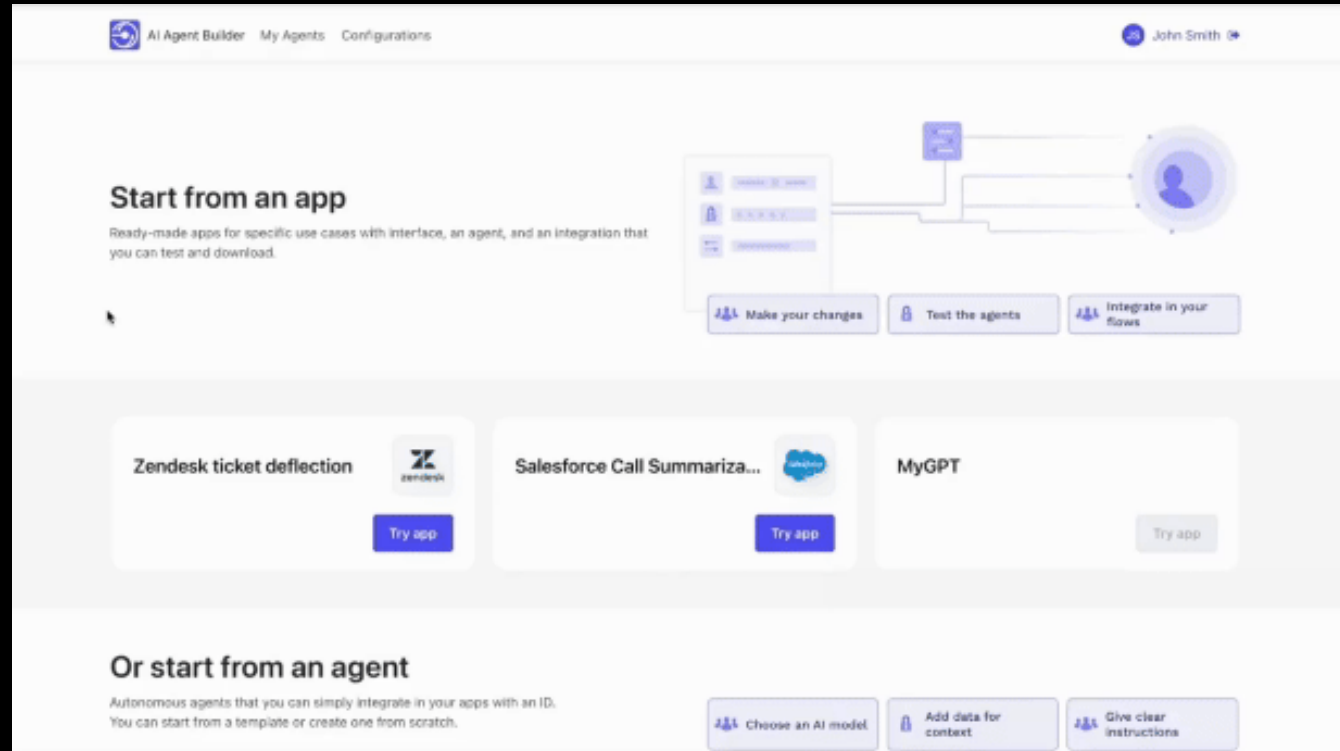 AI Agent Builder My Agents Configurations
JS John Smith
Start from an app
Ready-made apps for specific use cases with interface, an agent, and an integration that
you can test and download.
Make your changes
Test the agents
Integrate in your
flows
Zendesk ticket deflection
zendesk
Try app
Salesforce Call Summariza...
salesforce
Try app
MyGPT
Try app
Or start from an agent
Autonomous agents that you can simply integrate in your apps with an ID.
You can start from a template or create one from scratch.
Choose an AI model
Add data for
context
Give clear
instructions